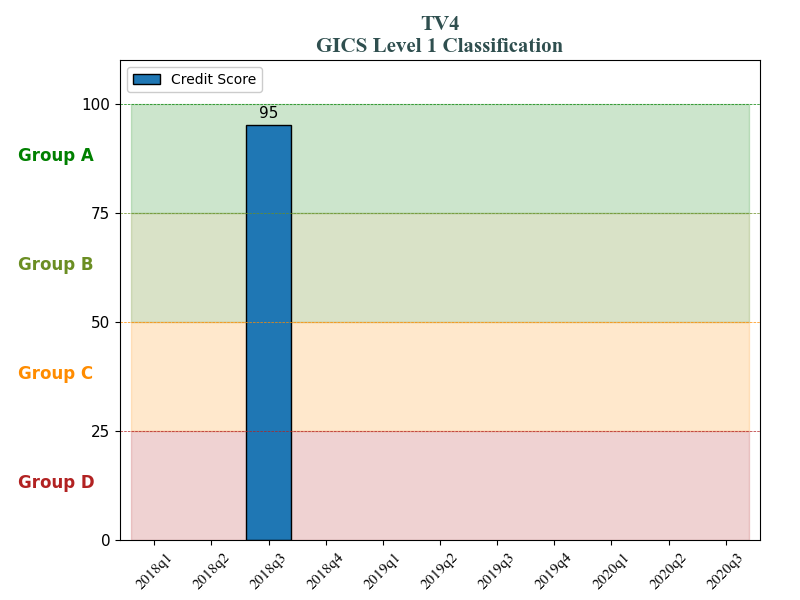 TV4
GICS Level 1 Classification
Credit Score
100
95
Group A
75
Group B
50
Group C
25
Group D
0
2018q1
2018q2
2018q3
2018q4
2019q1
2019q2
2019q3
2019q4
2020q1
2020q2
2020q3